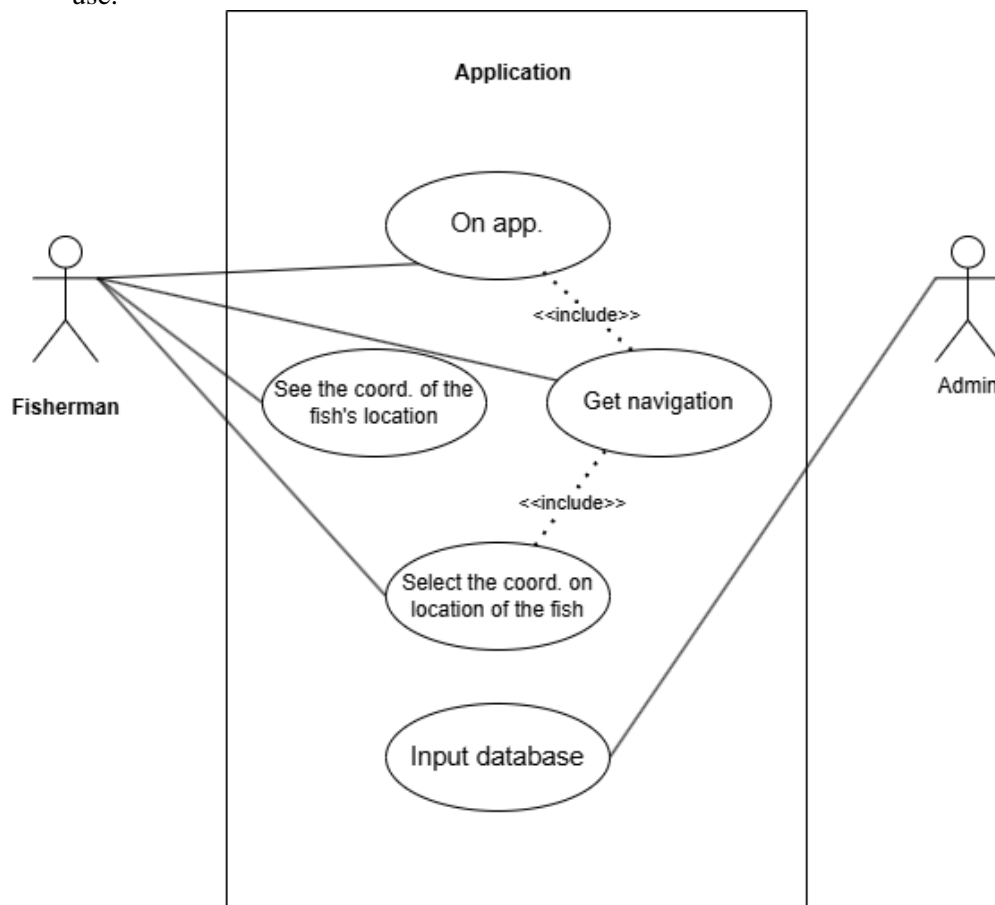 use.
Application
On app.
<<include>>
See the coord. of the
fish's location
Get navigation
Fisherman
Admin
<<include>>
Select the coord. on
location of the fish
Input database